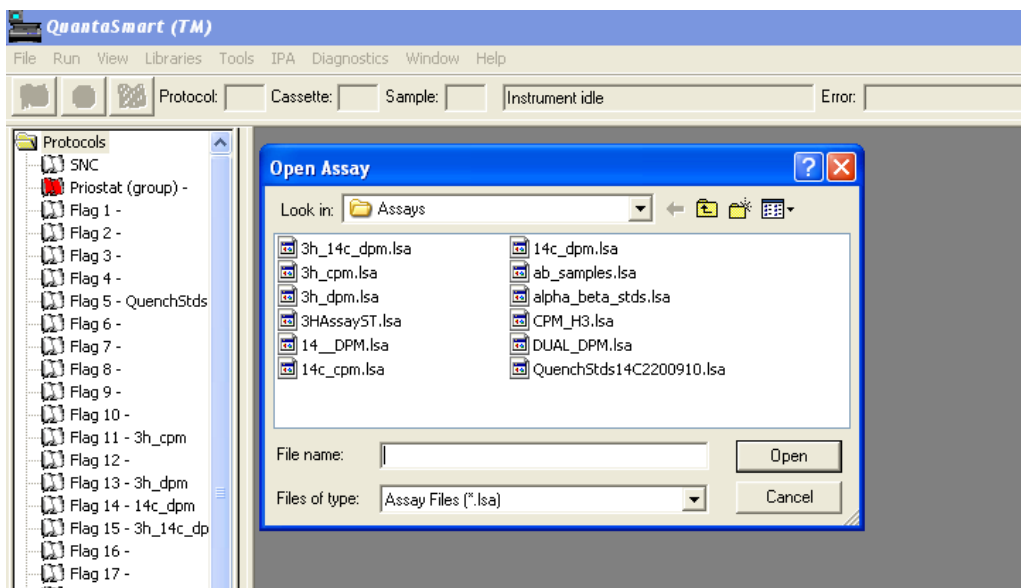 QuantaSmart (TM)
File Run View Libraries Tools IPA Diagnostics Window Help
Protocol: Cassette: Sample: Instrument idle Error:
Protocols
SNC
Priostat (group) -
Flag 1 -
Flag 2 -
Flag 3 -
Flag 4 -
Flag 5 - QuenchStds
Flag 6 -
Flag 7 -
Flag 8 -
Flag 9 -
Flag 10 -
Flag 11 - 3h_cpm
Flag 12 -
Flag 13 - 3h_dpm
Flag 14 - 14c_dpm
Flag 15 - 3h_14c_dp
Flag 16 -
Flag 17 -
Open Assay
Look in: Assays
3h_14c_dpm.lsa
3h_cpm.lsa
3h_dpm.lsa
3HAssayST.lsa
14__DPM.lsa
14c_cpm.lsa
14c_dpm.lsa
ab_samples.lsa
alpha_beta_stds.lsa
CPM_H3.lsa
DUAL_DPM.lsa
QuenchStds14C2200910.lsa
File name: Open
Files of type: Assay Files (*.lsa) Cancel